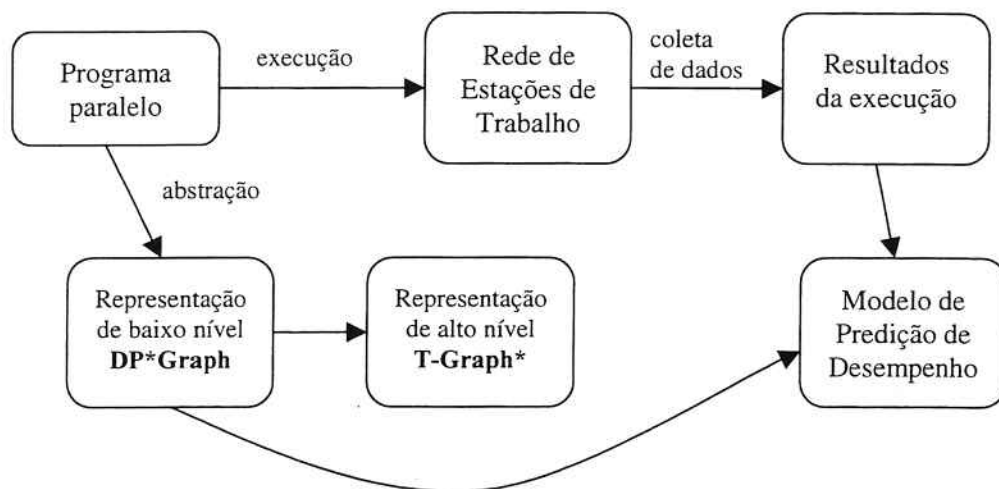 Programa
paralelo
execução
Rede de
Estações de
Trabalho
coleta
de dados
Resultados
da execução
abstração
Representação
de baixo nível
DP*Graph
Representação
de alto nível
T-Graph*
Modelo de
Predição de
Desempenho